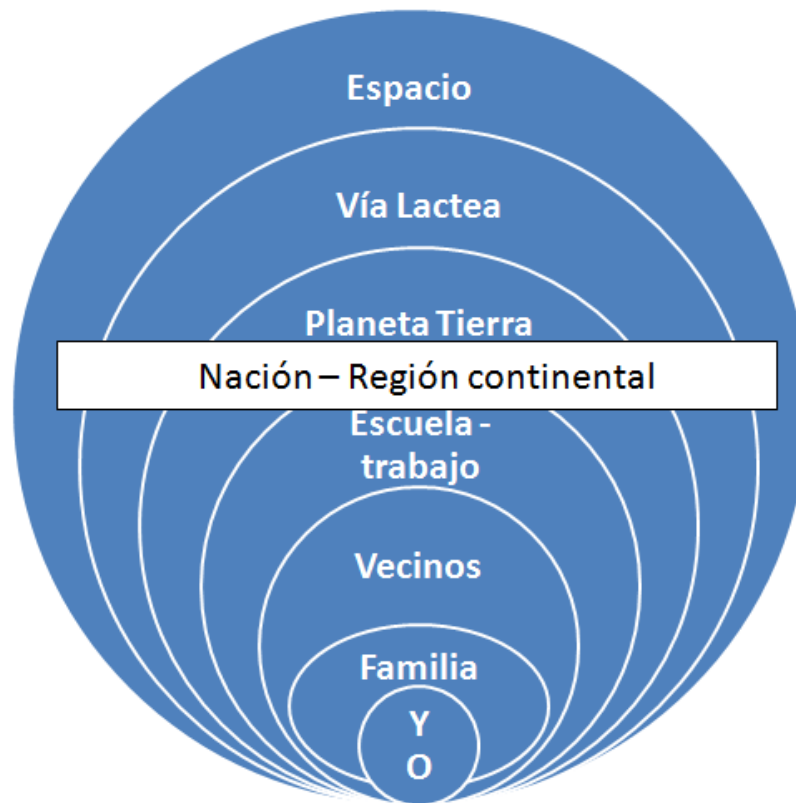 Espacio
Vía Lactea
Planeta Tierra
Nación – Región continental
Escuela -
trabajo
Vecinos
Familia
Y
O